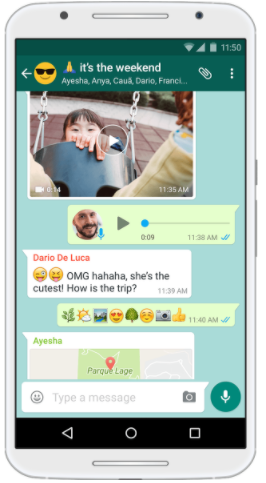 11:50
🙏 it's the weekend
Ayesha, Anya, Cauã, Dario, Franci...
0:14
11:35 AM
0:09
11:38 AM
Dario De Luca
😜😝 OMG hahaha, she's the
cutest! How is the trip?
11:39 AM
🌿🌤🏞😍🌳☺️📷👍
11:40 AM
Ayesha
Parque Lage
Type a message